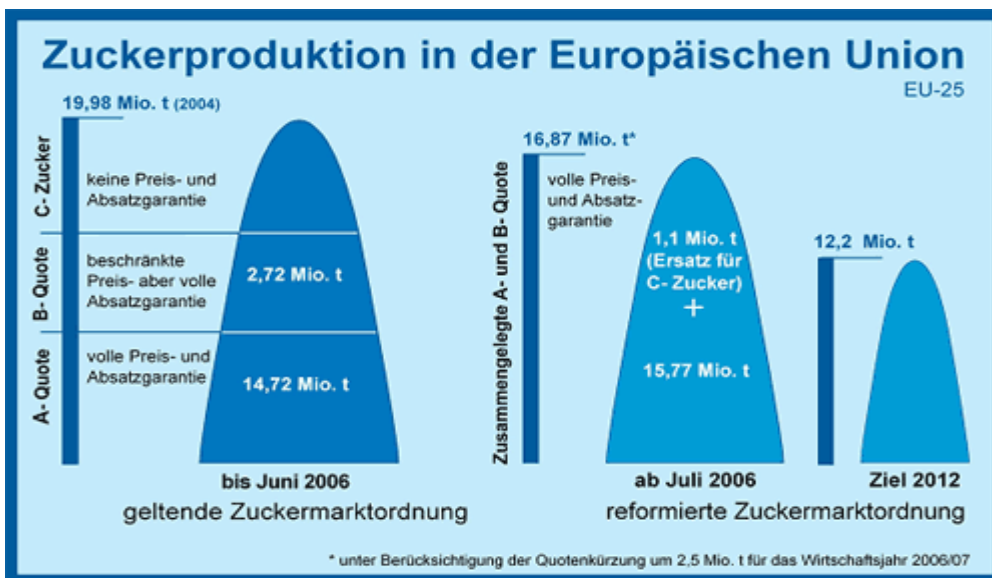 Zuckerproduktion in der Europäischen Union
EU-25
19,98 Mio. t (2004)
C- Zucker
keine Preis- und
Absatzgarantie
B- Quote
beschränkte
Preis- aber volle
Absatzgarantie
2,72 Mio. t
A- Quote
volle Preis- und
Absatzgarantie
14,72 Mio. t
bis Juni 2006
geltende Zuckermarktordnung
16,87 Mio. t*
Zusammengelegte A- und B- Quote
volle Preis-
und Absatz-
garantie
1,1 Mio. t
(Ersatz für
C- Zucker)
+
15,77 Mio. t
12,2 Mio. t
ab Juli 2006
Ziel 2012
reformierte Zuckermarktordnung
* unter Berücksichtigung der Quotenkürzung um 2,5 Mio. t für das Wirtschaftsjahr 2006/07